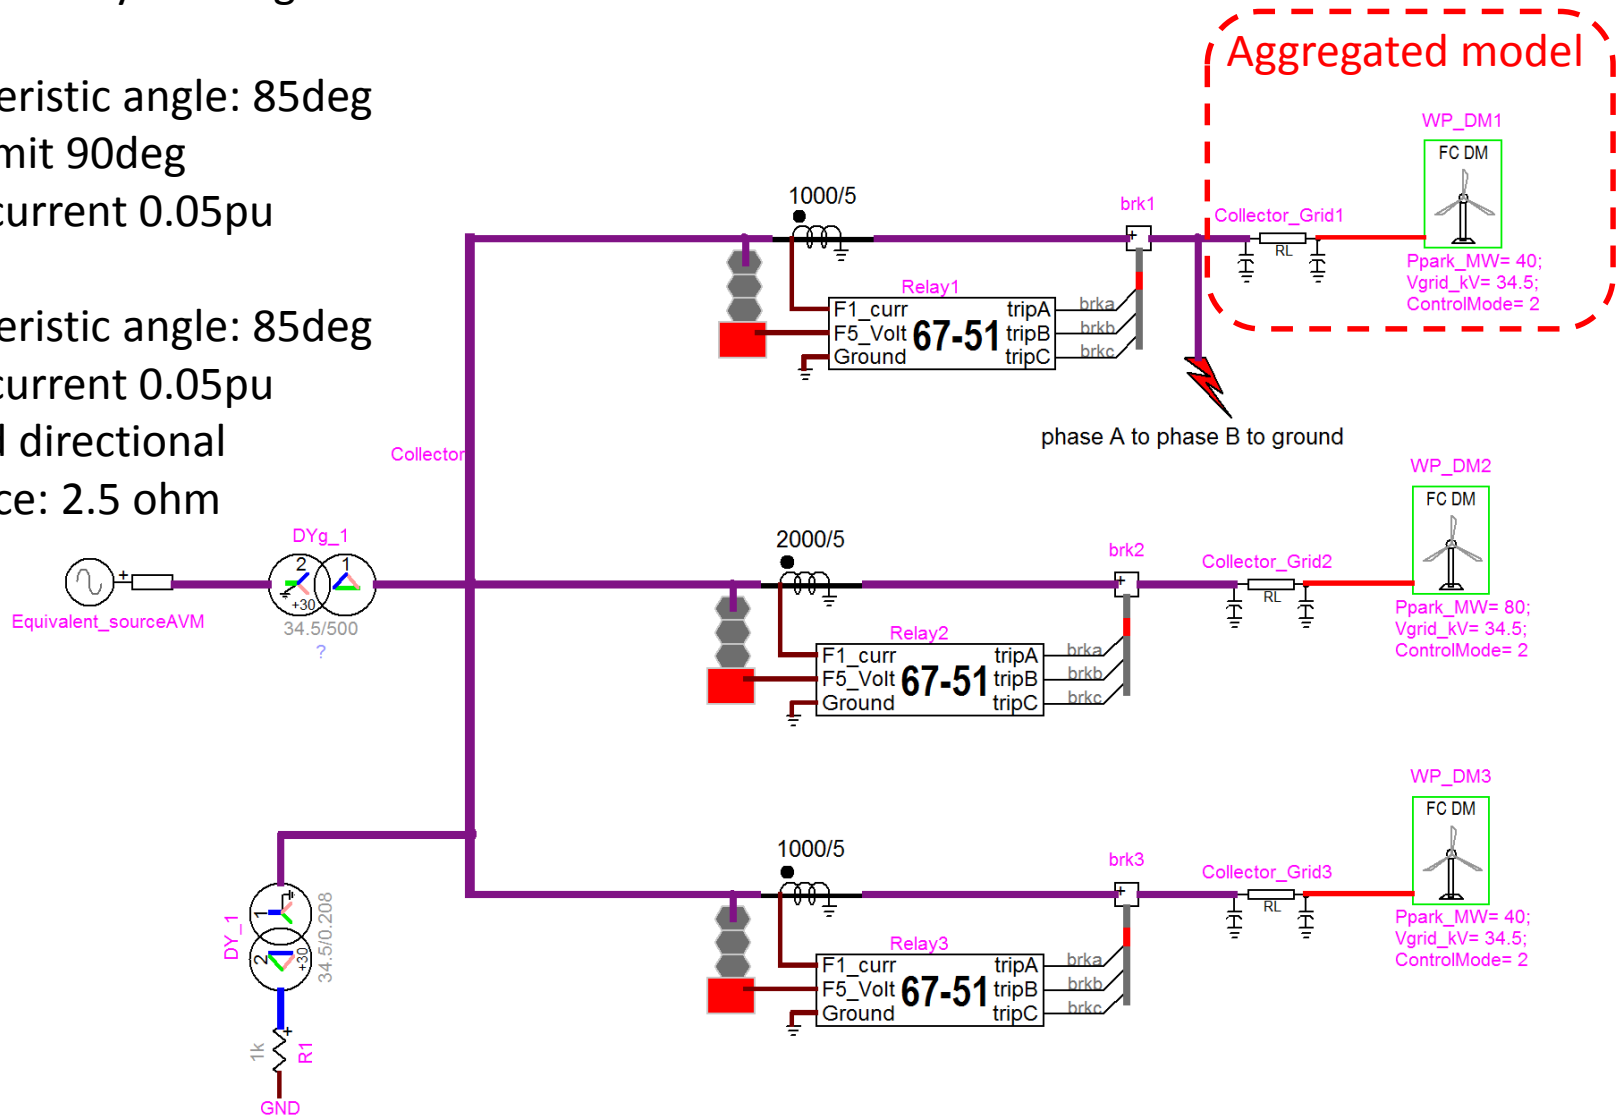 Aggregated model
eristic angle: 85deg
mit 90deg
current 0.05pu
eristic angle: 85deg
current 0.05pu
d directional
ce: 2.5 ohm
WP_DM1
FC DM
1000/5
brk1
Collector_Grid1
RL
Ppark_MW= 40;
Vgrid_kV= 34.5;
ControlMode= 2
Relay1
F1_curr
F5_Volt
Ground
67-51
tripA
tripB
tripC
brka
brkb
brkc
phase A to phase B to ground
Collector
WP_DM2
FC DM
2000/5
brk2
Collector_Grid2
RL
Ppark_MW= 80;
Vgrid_kV= 34.5;
ControlMode= 2
Relay2
F1_curr
F5_Volt
Ground
67-51
tripA
tripB
tripC
brka
brkb
brkc
DYg_1
2
1
+30
34.5/500
?
+
Equivalent_sourceAVM
WP_DM3
FC DM
1000/5
brk3
Collector_Grid3
RL
Ppark_MW= 40;
Vgrid_kV= 34.5;
ControlMode= 2
Relay3
F1_curr
F5_Volt
Ground
67-51
tripA
tripB
tripC
brka
brkb
brkc
DY_1
1
2
+30
34.5/0.208
+
1k
R1
GND